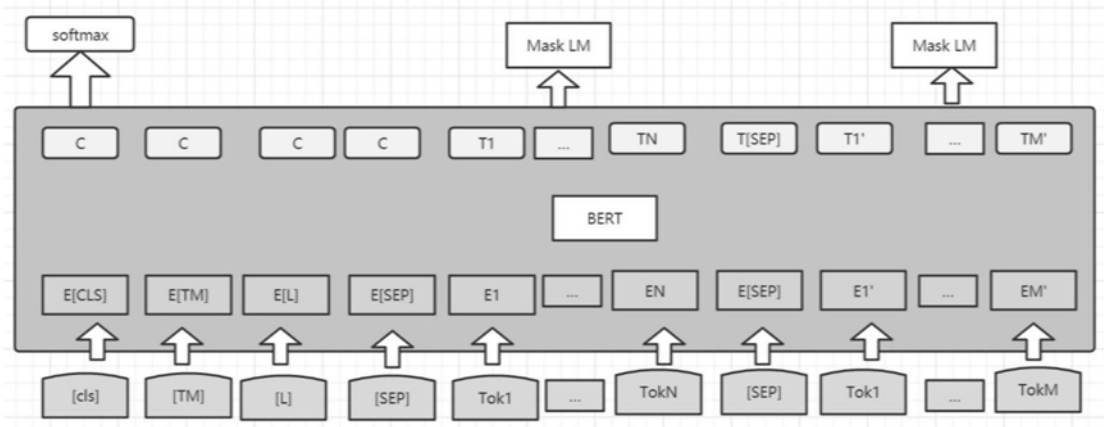 softmax Mask LM Mask LM
C C C C T1 ... TN T[SEP] T1' ... TM'
BERT
E[CLS] E[TM] E[L] E[SEP] E1 ... EN E[SEP] E1' ... EM'
[cls] [TM] [L] [SEP] Tok1 ... TokN [SEP] Tok1 ... TokM